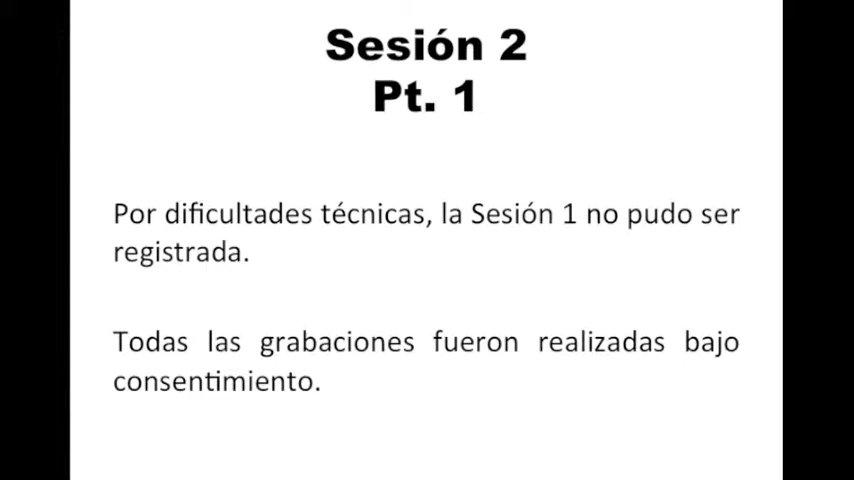 Sesión 2
Pt. 1
Por dificultades técnicas, la Sesión 1 no pudo ser
registrada.
Todas las grabaciones fueron realizadas bajo
consentimiento.